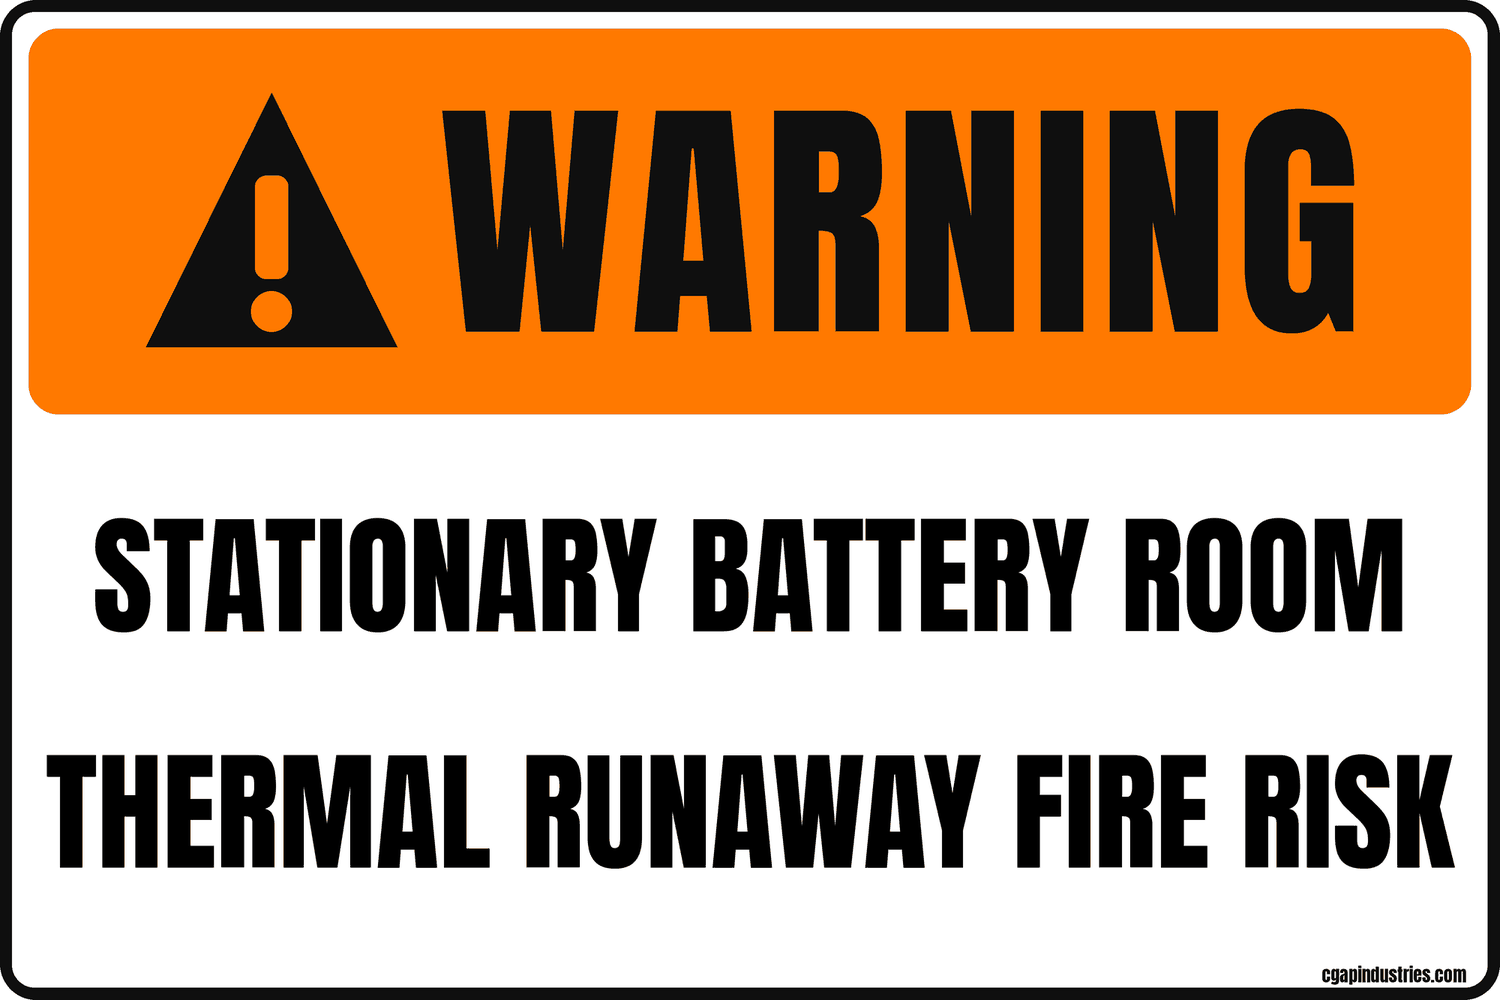 WARNING
STATIONARY BATTERY ROOM
THERMAL RUNAWAY FIRE RISK
cgapindustries.com